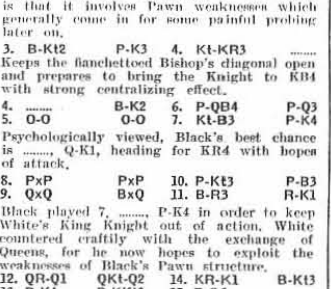 is that it involves Pawn weaknesses which
generally come in for some painful probing
later on.
3. B-Kt2 P-K3 4. Kt-KR3 ........
Keeps the fianchettoed Bishop's diagonal open
and prepares to bring the Knight to KB4
with strong centralizing effect.
4. ........ B-K2 6. P-QB4 P-Q3
5. O-O O-O 7. Kt-B3 P-K4
Psychologically viewed, Black's best chance
is ........, Q-K1, heading for KR4 with hopes
of attack.
8. PxP PxP 10. P-Kt3 P-B3
9. QxQ BxQ 11. B-R3 R-K1
Black played 7. ........, P-K4 in order to keep
White's King Knight out of action. White
countered craftily with the exchange of
Queens, for he now hopes to exploit the
weaknesses of Black's Pawn structure.
12. QR-Q1 QKt-Q2 14. KR-K1 B-Kt3